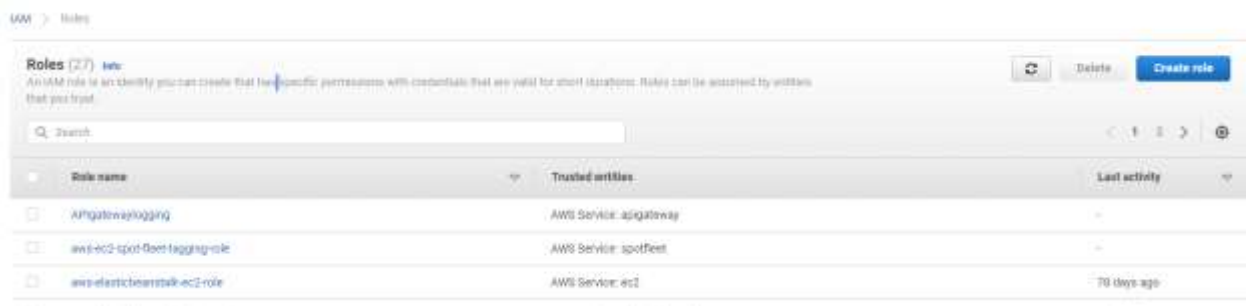 IAM > Roles
Roles (27) Info
An IAM role is an identity you can create that has specific permissions with credentials that are valid for short durations. Roles can be assumed by entities
that you trust.
Delete
Create role
Search
1 2
Role name Trusted entities Last activity
APIgatewaylogging AWS Service: apigateway -
aws-ec2-spot-fleet-tagging-role AWS Service: spotfleet -
aws-elasticbeanstalk-ec2-role AWS Service: ec2 78 days ago